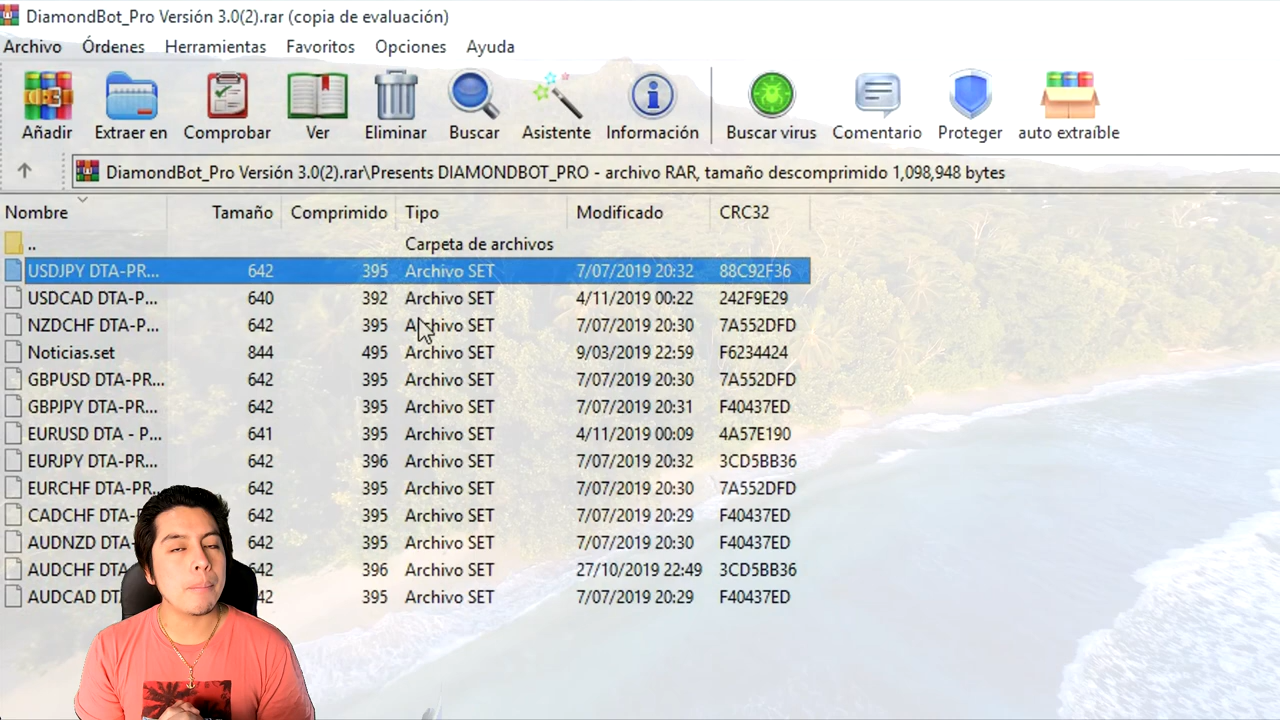 DiamondBot_Pro Versión 3.0(2).rar (copia de evaluación)
Archivo Órdenes Herramientas Favoritos Opciones Ayuda
Añadir Extraer en Comprobar Ver Eliminar Buscar Asistente Información Buscar virus Comentario Proteger auto extraíble
DiamondBot_Pro Versión 3.0(2).rar\Presents DIAMONDBOT_PRO - archivo RAR, tamaño descomprimido 1,098,948 bytes
Nombre Tamaño Comprimido Tipo Modificado CRC32
.. Carpeta de archivos
USDJPY DTA-PR... 642 395 Archivo SET 7/07/2019 20:32 88C92F36
USDCAD DTA-P... 640 392 Archivo SET 4/11/2019 00:22 242F9E29
NZDCHF DTA-P... 642 395 Archivo SET 7/07/2019 20:30 7A552DFD
Noticias.set 844 495 Archivo SET 9/03/2019 22:59 F6234424
GBPUSD DTA-PR... 642 395 Archivo SET 7/07/2019 20:30 7A552DFD
GBPJPY DTA-PR... 642 395 Archivo SET 7/07/2019 20:31 F40437ED
EURUSD DTA - P... 641 395 Archivo SET 4/11/2019 00:09 4A57E190
EURJPY DTA-PR... 642 396 Archivo SET 7/07/2019 20:32 3CD5BB36
EURCHF DTA-PR... 642 395 Archivo SET 7/07/2019 20:30 7A552DFD
CADCHF DTA-F 642 395 Archivo SET 7/07/2019 20:29 F40437ED
AUDNZD DTA- 642 395 Archivo SET 7/07/2019 20:30 F40437ED
AUDCHF DTA 642 396 Archivo SET 27/10/2019 22:49 3CD5BB36
AUDCAD DT 42 395 Archivo SET 7/07/2019 20:29 F40437ED